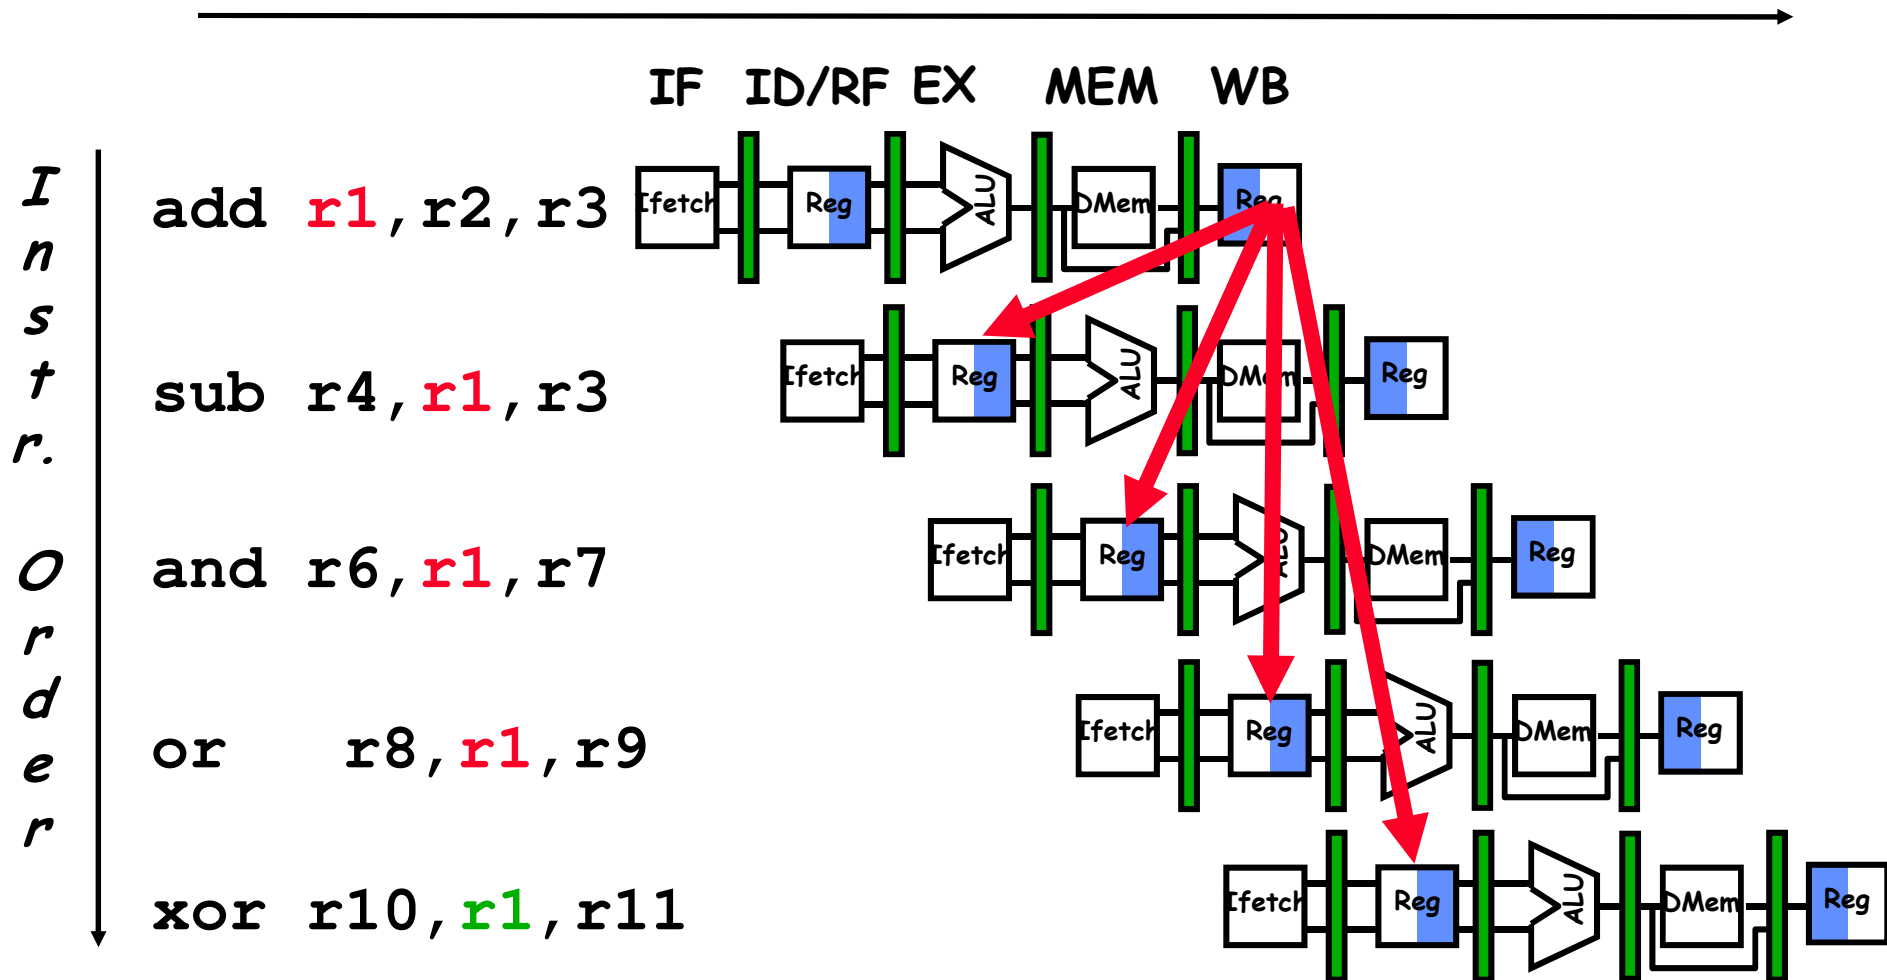 IF ID/RF EX MEM WB
Instr. Order
add r1,r2,r3
Ifetch Reg ALU DMem Reg
sub r4,r1,r3
Ifetch Reg ALU DMem Reg
and r6,r1,r7
Ifetch Reg ALU DMem Reg
or r8,r1,r9
Ifetch Reg ALU DMem Reg
xor r10,r1,r11
Ifetch Reg ALU DMem Reg